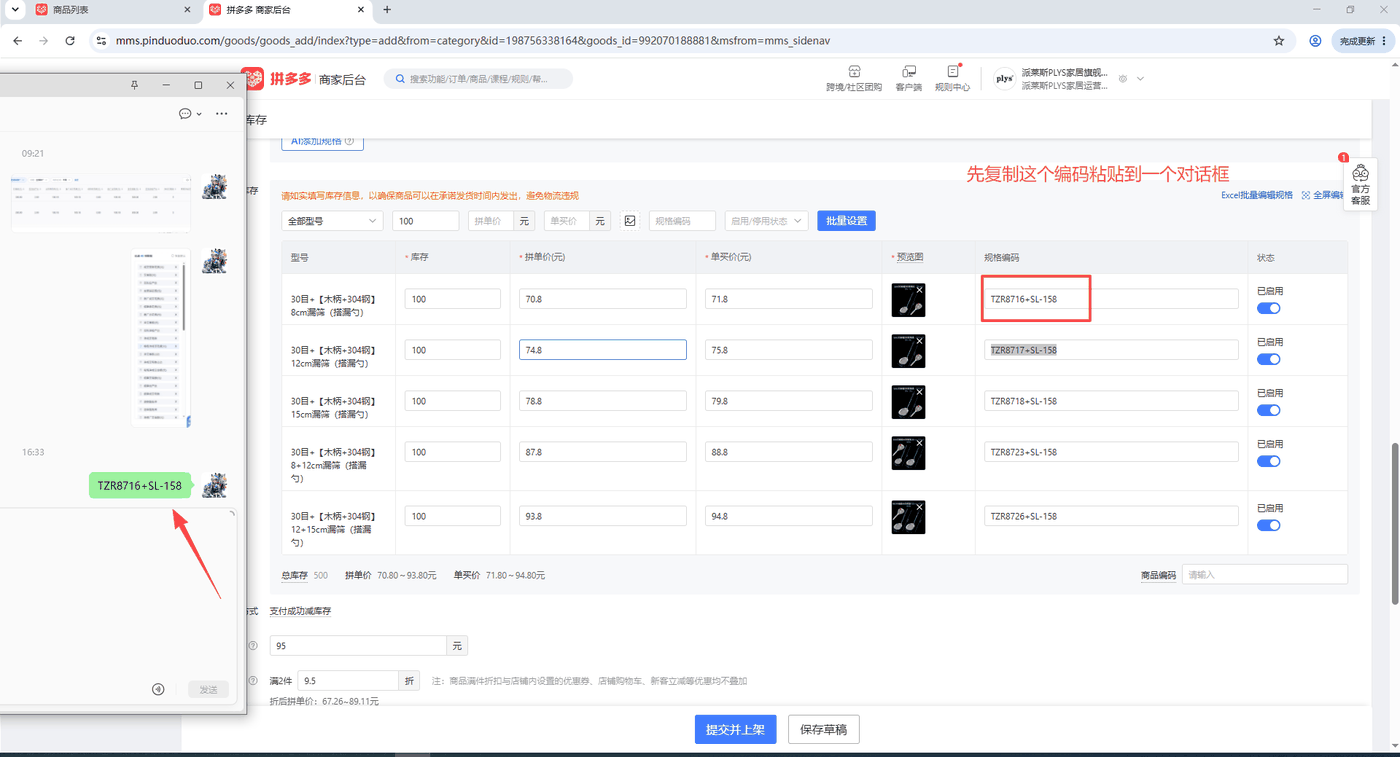 商品列表
拼多多 商家后台
mms.pinduoduo.com/goods/goods_add/index?type=add&from=category&id=198756338164&goods_id=992070188881&msfrom=mms_sidenav
完成更新
拼多多 商家后台
搜索功能/订单/商品/课程/规则/帮...
跨境/社区团购
客户端
规则中心
plys
派莱斯PLYS家居旗舰...
派莱斯PLYS家居运营...
库存
AI添加规格
09:21
16:33
TZR8716+SL-158
发送
先复制这个编码粘贴到一个对话框
1
官方
客服
存
请如实填写库存信息，以确保商品可以在承诺发货时间内发出，避免物流违规
Excel批量编辑规格
全屏编辑
全部型号
100
拼单价
元
单买价
元
规格编码
启用/停用状态
批量设置
型号
* 库存
* 拼单价(元)
* 单买价(元)
* 预览图
规格编码
状态
30目+【木柄+304钢】
8cm漏筛（搭漏勺）
100
70.8
71.8
TZR8716+SL-158
已启用
30目+【木柄+304钢】
12cm漏筛（搭漏勺）
100
74.8
75.8
TZR8717+SL-158
已启用
30目+【木柄+304钢】
15cm漏筛（搭漏勺）
100
78.8
79.8
TZR8718+SL-158
已启用
30目+【木柄+304钢】
8+12cm漏筛（搭漏
勺）
100
87.8
88.8
TZR8723+SL-158
已启用
30目+【木柄+304钢】
12+15cm漏筛（搭漏
勺）
100
93.8
94.8
TZR8726+SL-158
已启用
总库存 500 拼单价 70.80～93.80元 单买价 71.80～94.80元
商品编码
请输入
式
支付成功减库存
95
元
满2件
9.5
折
注：商品满件折扣与店铺内设置的优惠券、店铺购物车、新客立减等优惠均不叠加
折后拼单价：67.26~89.11元
提交并上架
保存草稿